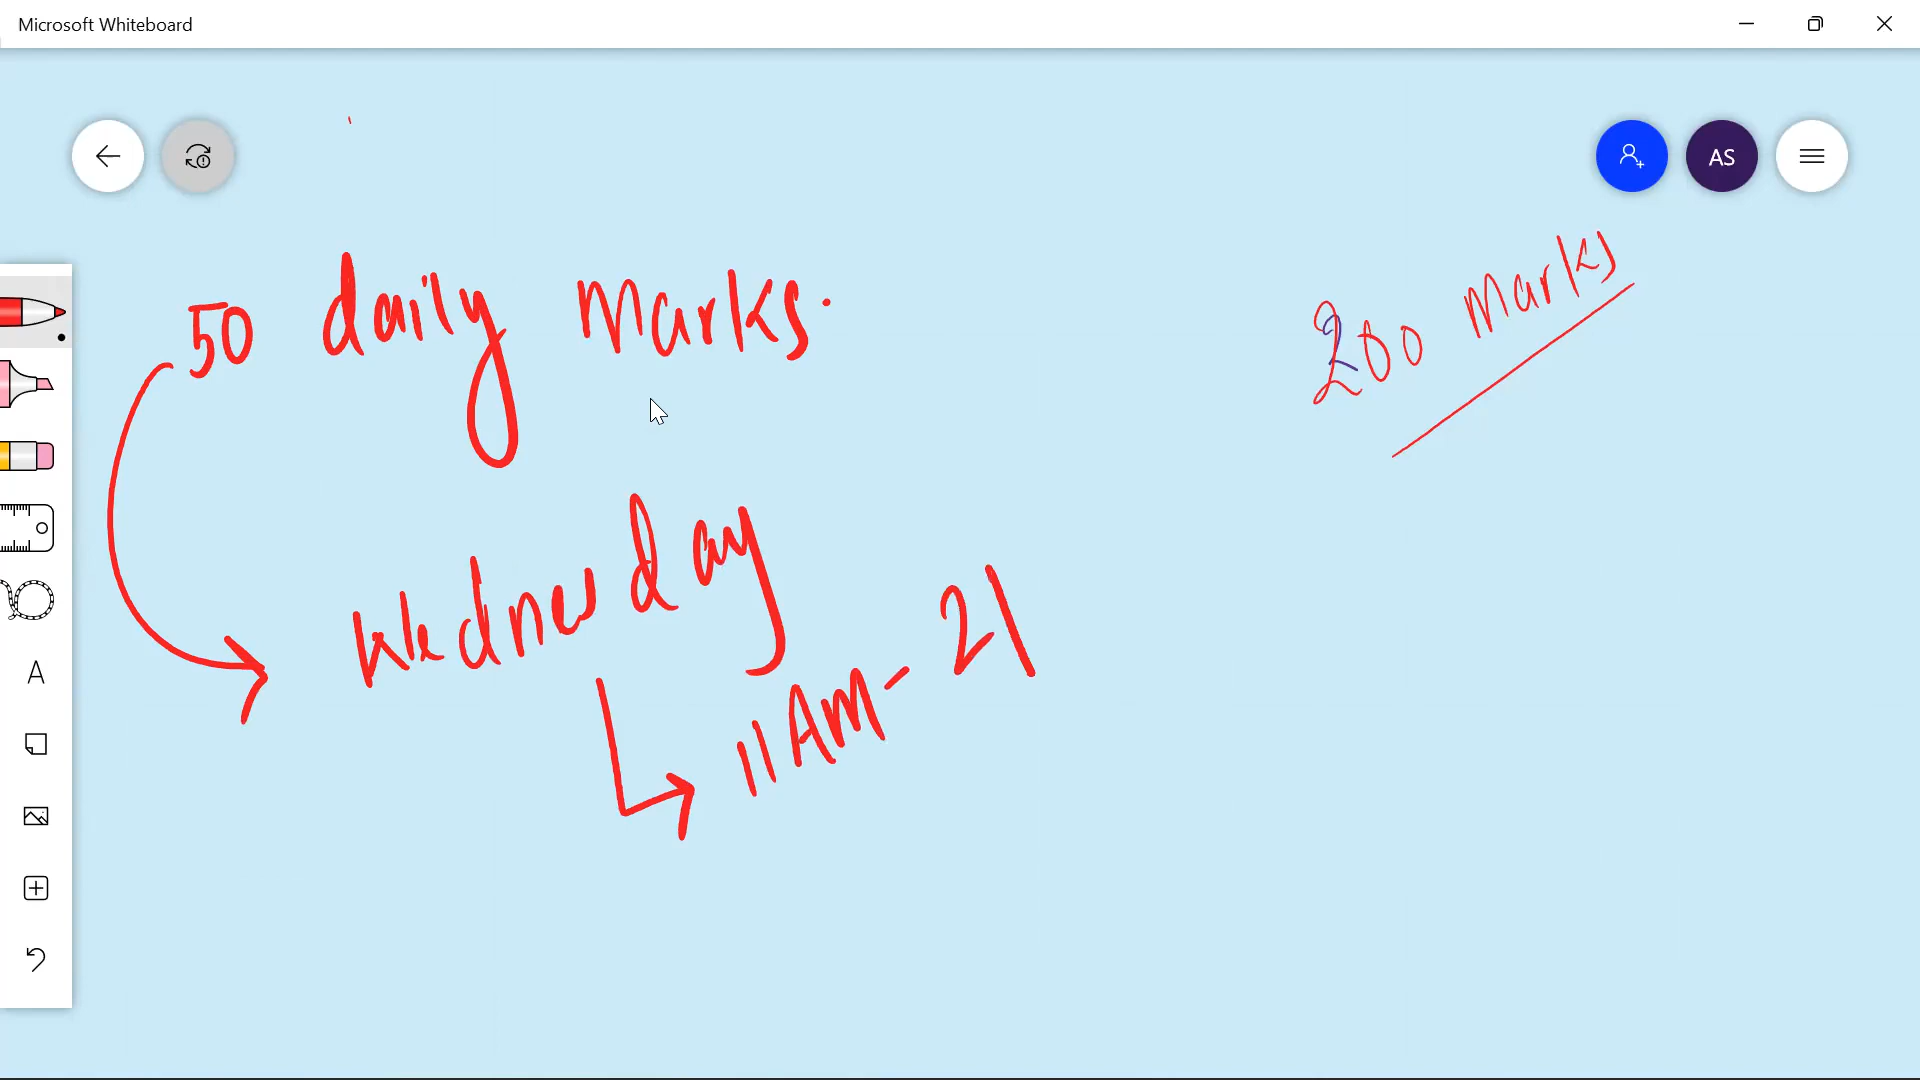 Microsoft Whiteboard
AS
200 Marks
50 daily Marks.
Wednesday
11AM - 21
A